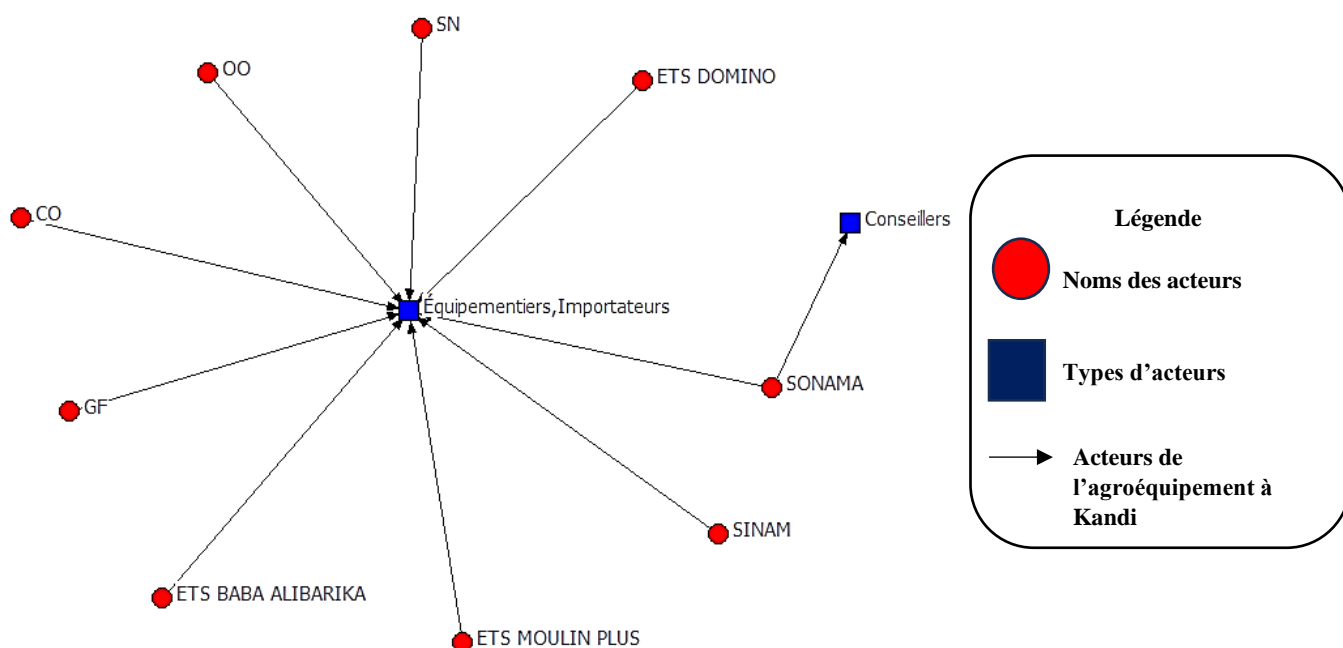 SN
OO
ETS DOMINO
CO
Conseillers
Équipementiers,Importateurs
SONAMA
GF
SINAM
ETS BABA ALIBARIKA
ETS MOULIN PLUS
Légende
Noms des acteurs
Types d’acteurs
Acteurs de
l’agroéquipement à
Kandi